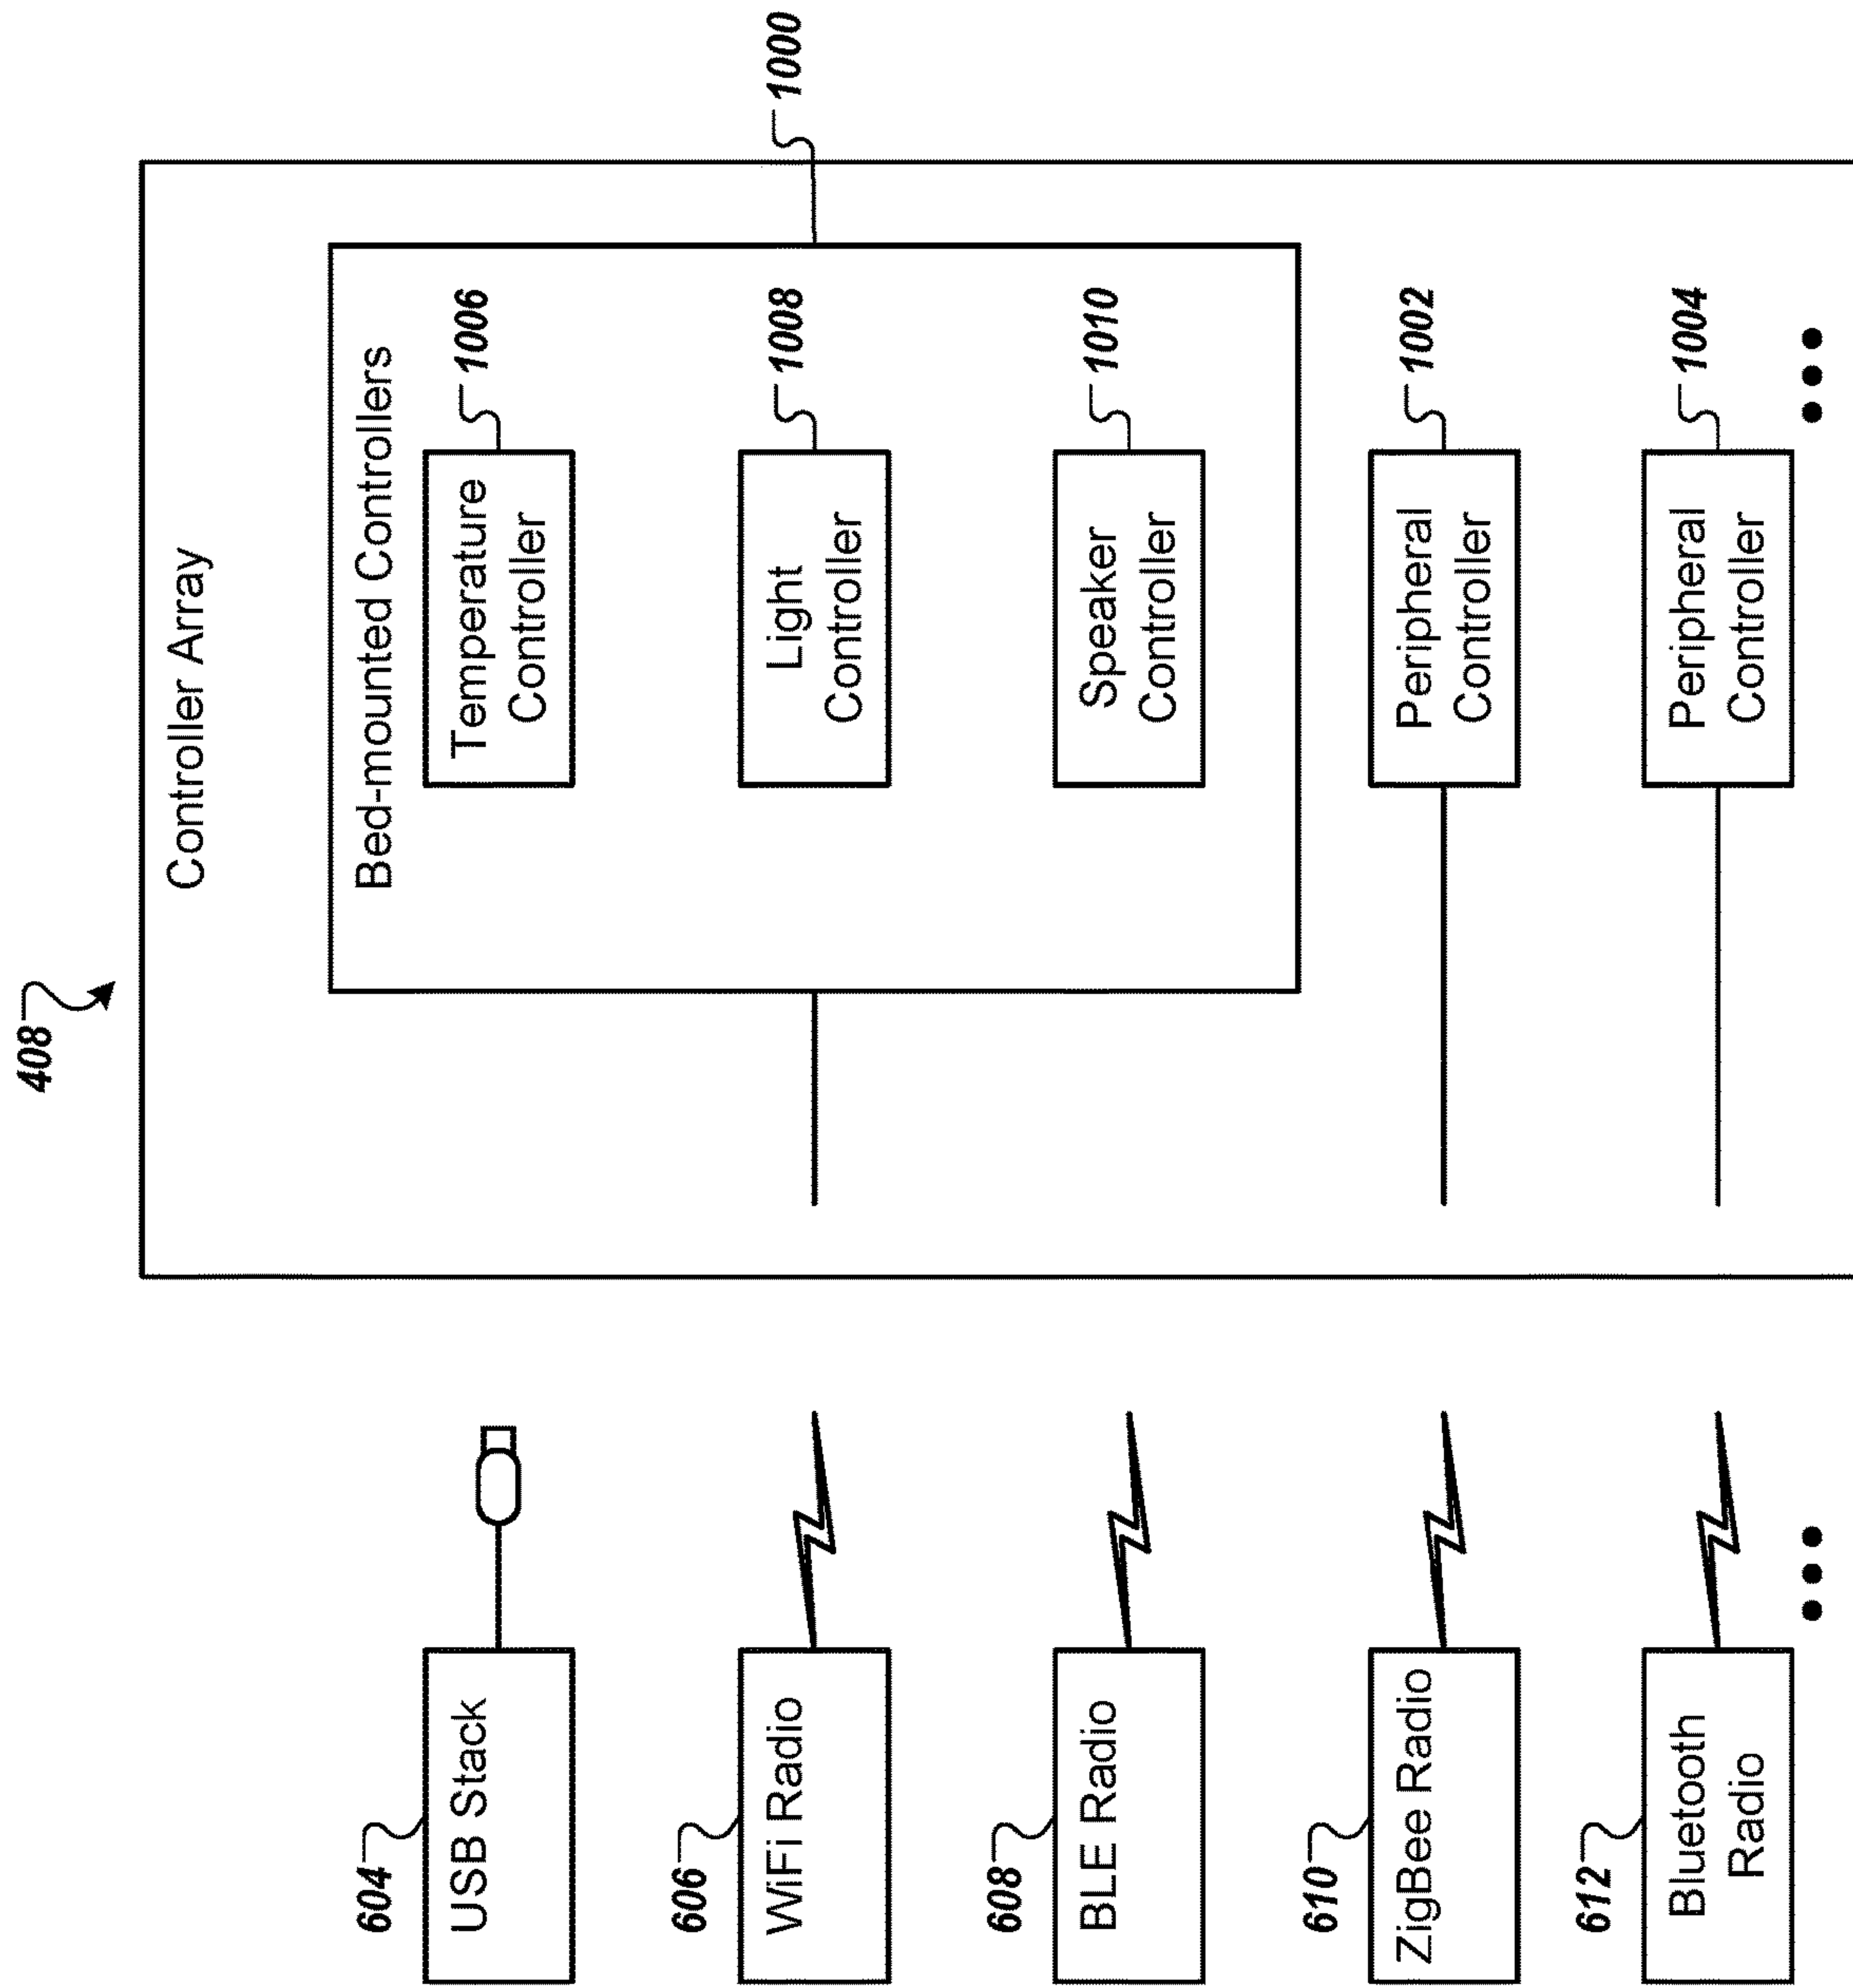 408
Controller Array
604
USB Stack
Bed-mounted Controllers
Temperature
Controller
1006
606
WiFi Radio
Light
Controller
1008
1000
608
BLE Radio
Speaker
Controller
1010
610
ZigBee Radio
Peripheral
Controller
1002
612
Bluetooth
Radio
Peripheral
Controller
1004